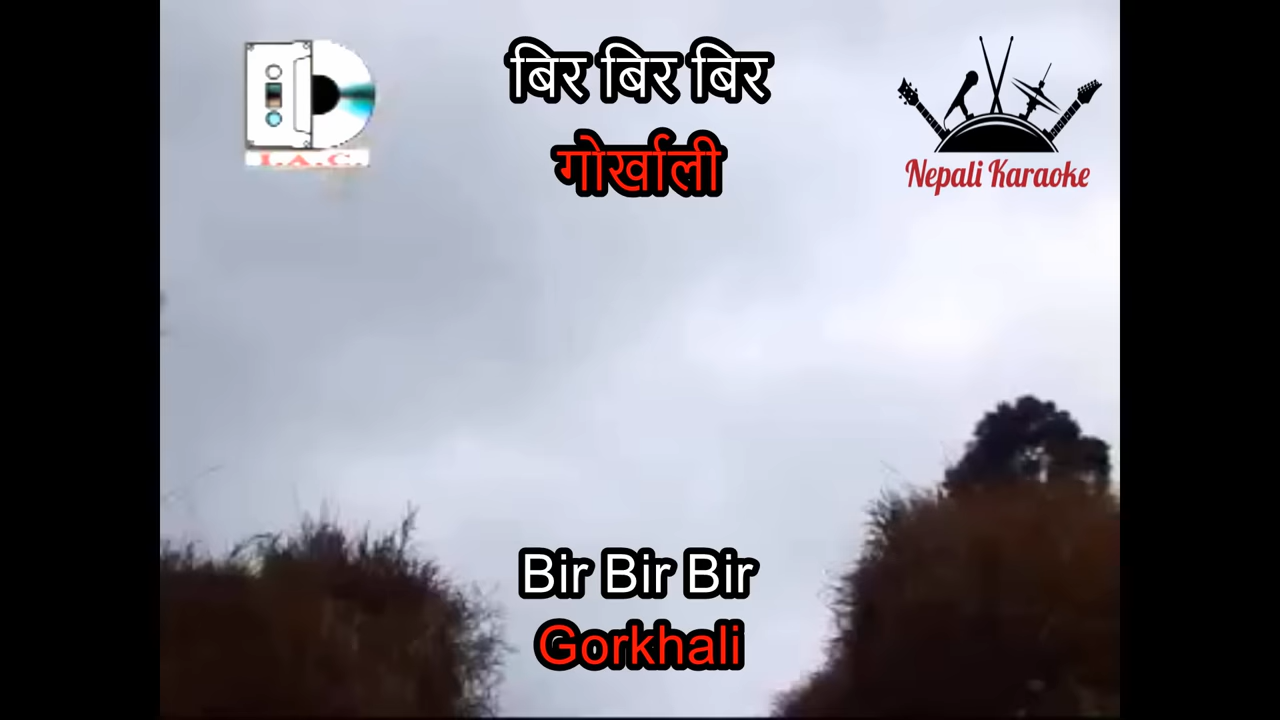 बिर बिर बिर
गोर्खाली
I.A.C.
Nepali Karaoke
Bir Bir Bir
Gorkhali